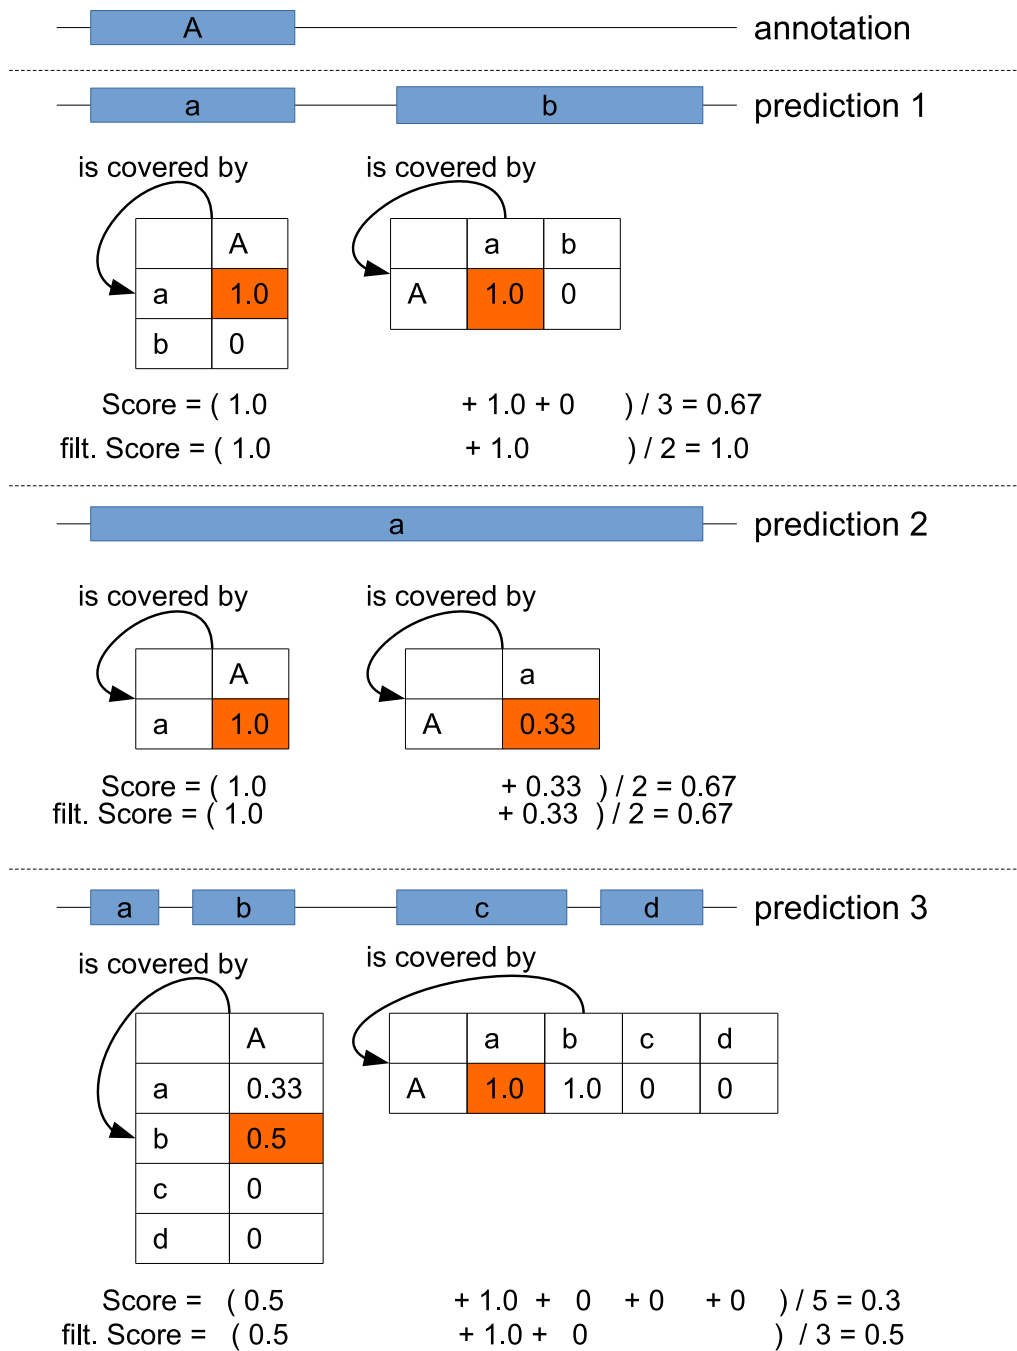 A annotation
a b prediction 1
is covered by is covered by
A a b
a 1.0 A 1.0 0
b 0
Score = ( 1.0 + 1.0 + 0 ) / 3 = 0.67
filt. Score = ( 1.0 + 1.0 ) / 2 = 1.0
a prediction 2
is covered by is covered by
A a
a 1.0 A 0.33
Score = ( 1.0 + 0.33 ) / 2 = 0.67
filt. Score = ( 1.0 + 0.33 ) / 2 = 0.67
a b c d prediction 3
is covered by is covered by
A a b c d
a 0.33 A 1.0 1.0 0 0
b 0.5
c 0
d 0
Score = ( 0.5 + 1.0 + 0 + 0 + 0 ) / 5 = 0.3
filt. Score = ( 0.5 + 1.0 + 0 ) / 3 = 0.5